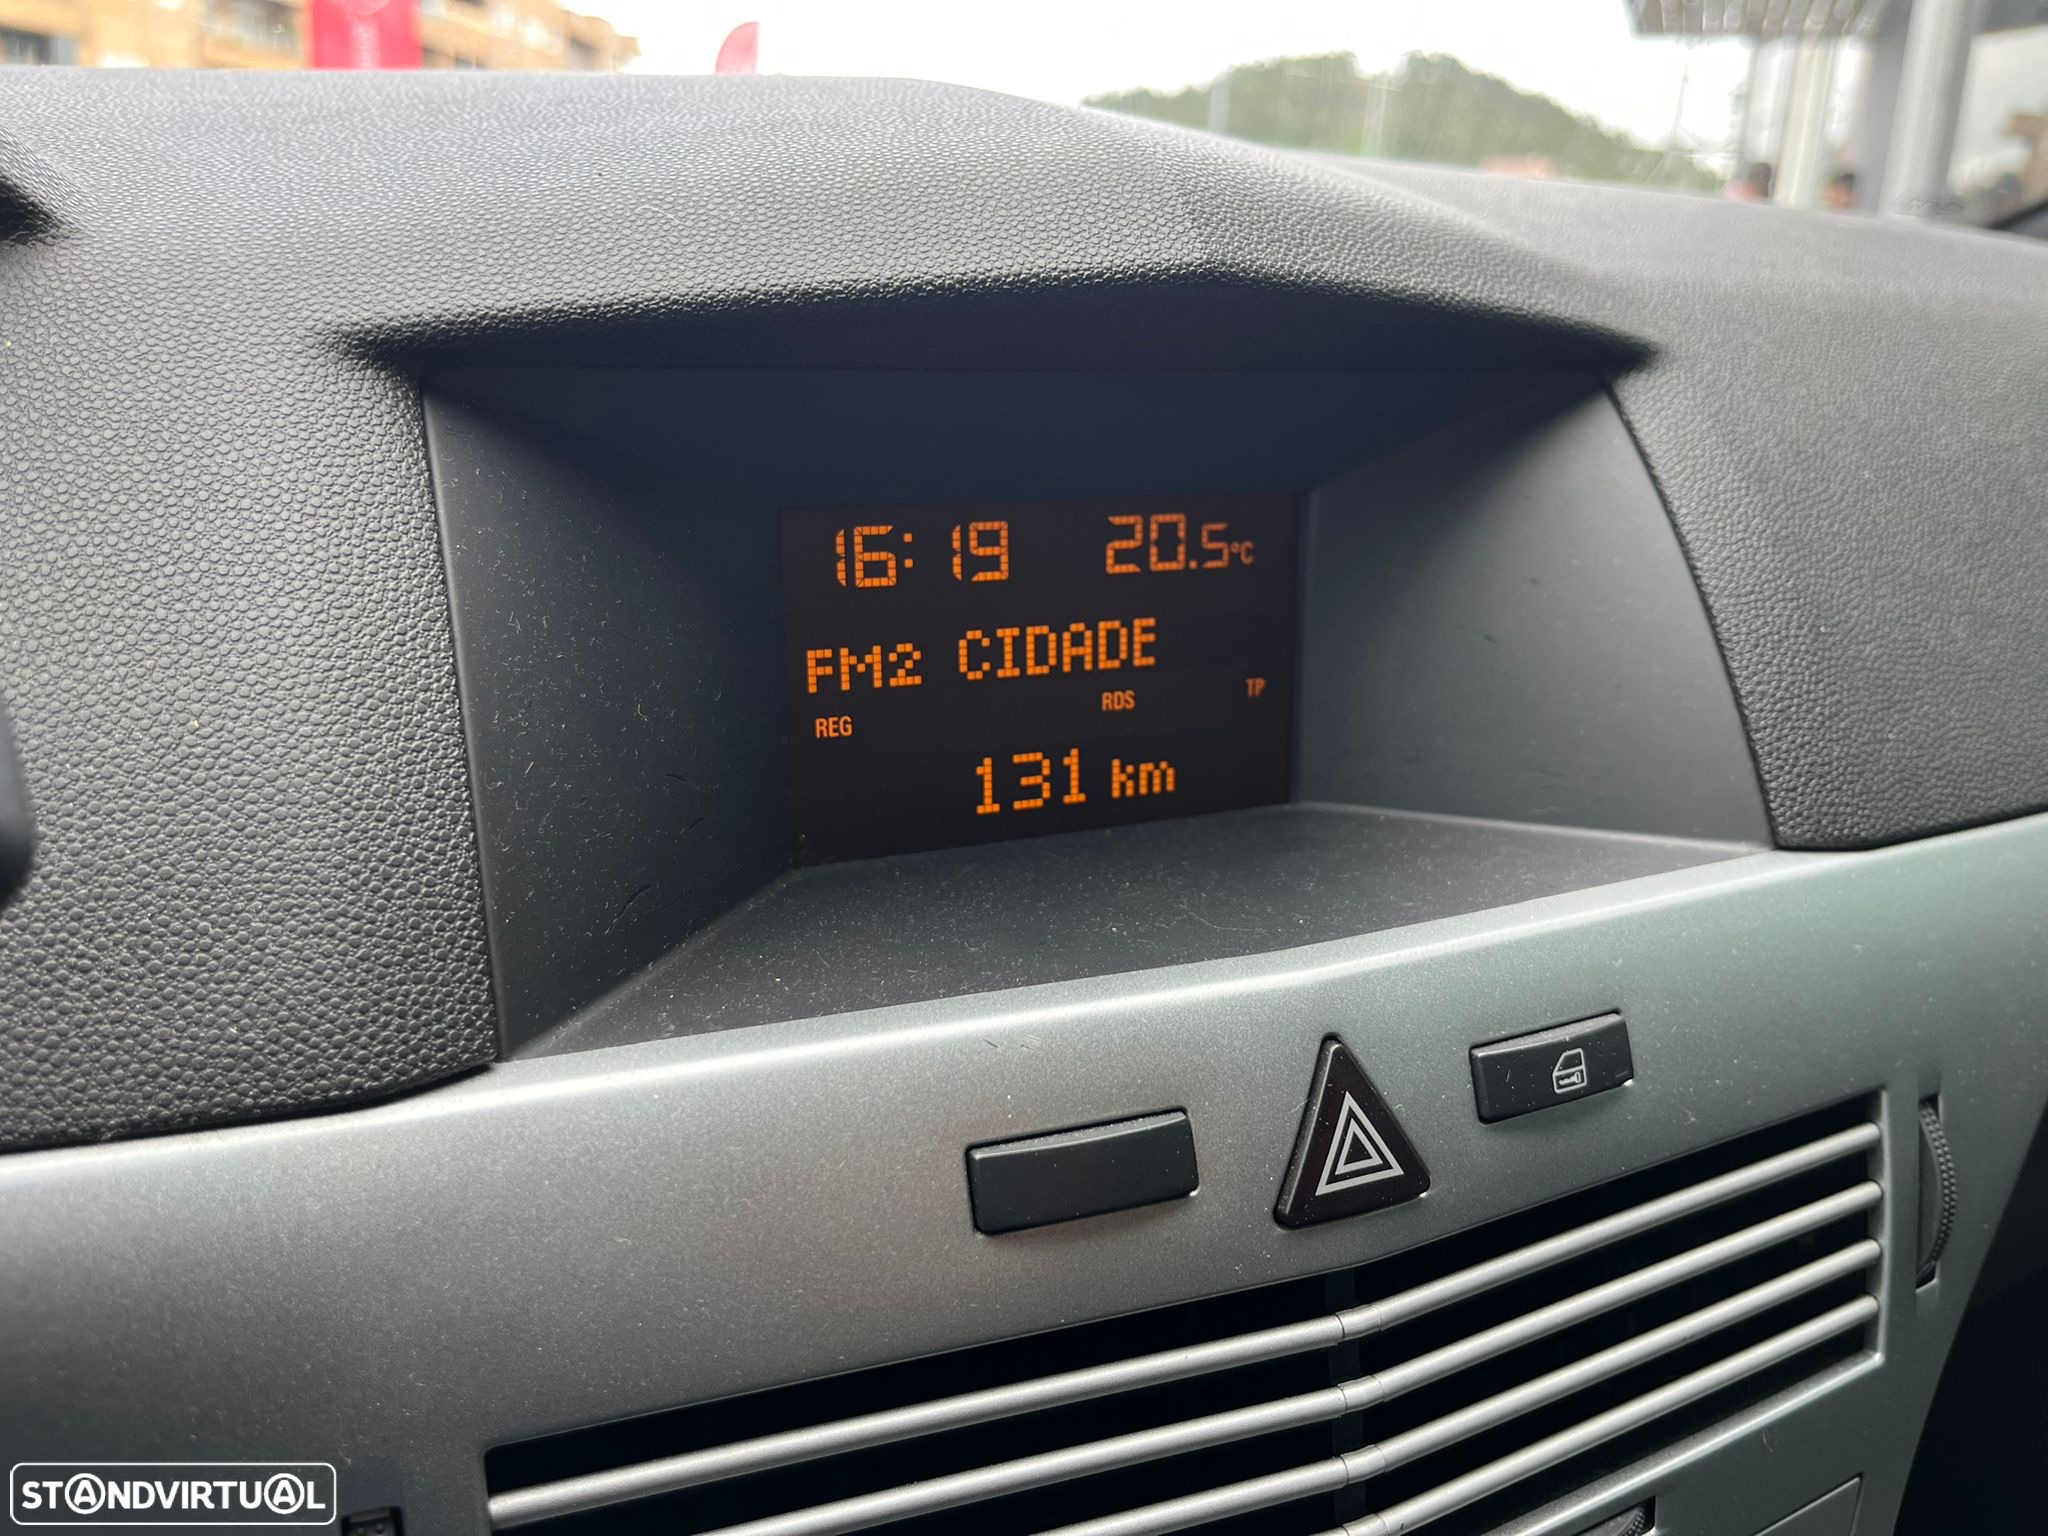 16:19 20.5°C
FM2 CIDADE
REG RDS TP
131 km
STANDVIRTUAL